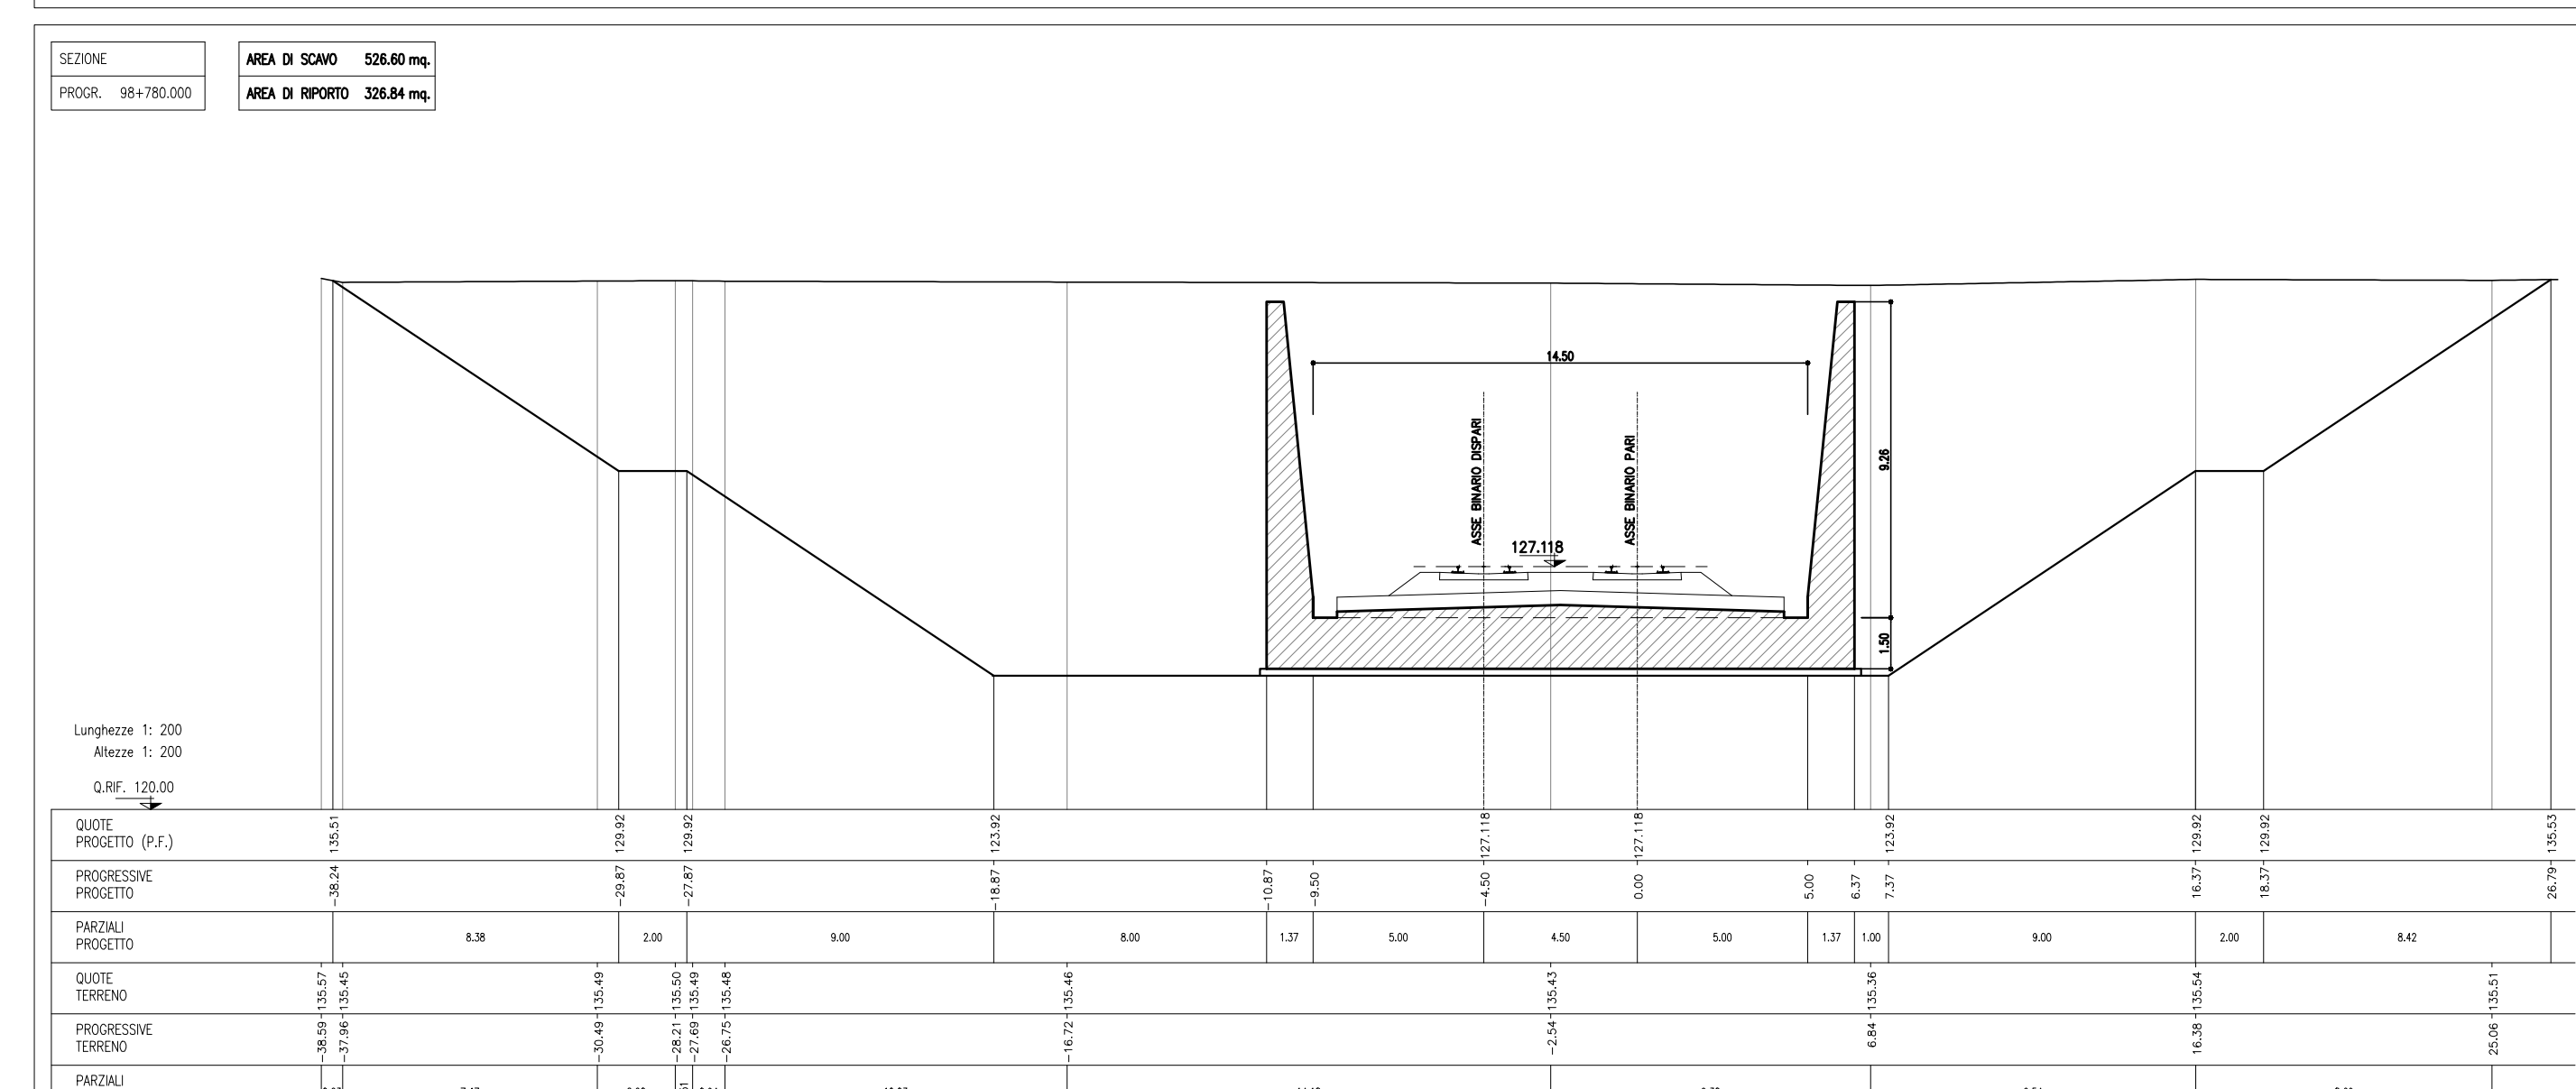 SEZIONE
PROGR. 98+780.000
AREA DI SCAVO 526.60 mq.
AREA DI RIPORTO 326.84 mq.
14.50
ASSE BINARIO DISPARI
ASSE BINARIO PARI
127.118
9.26
1.50
Lunghezze 1: 200
Altezze 1: 200
Q.RIF. 120.00
QUOTE
PROGETTO (P.F.)
135.51 129.92 129.92 123.92 127.118 127.118 123.92 129.92 129.92 135.53
PROGRESSIVE
PROGETTO
-38.24 -29.87 -27.87 -18.87 -10.87 -9.50 -4.50 0.00 5.00 6.37 7.37 16.37 18.37 26.79
PARZIALI
PROGETTO
8.38 2.00 9.00 8.00 1.37 5.00 4.50 5.00 1.37 1.00 9.00 2.00 8.42
QUOTE
TERRENO
135.57 135.45 135.49 135.50 135.49 135.48 135.46 135.43 135.36 135.54 135.51
PROGRESSIVE
TERRENO
-38.59 -37.96 -30.49 -28.21 -27.69 -26.75 -16.72 -2.54 6.84 16.38 25.06
PARZIALI